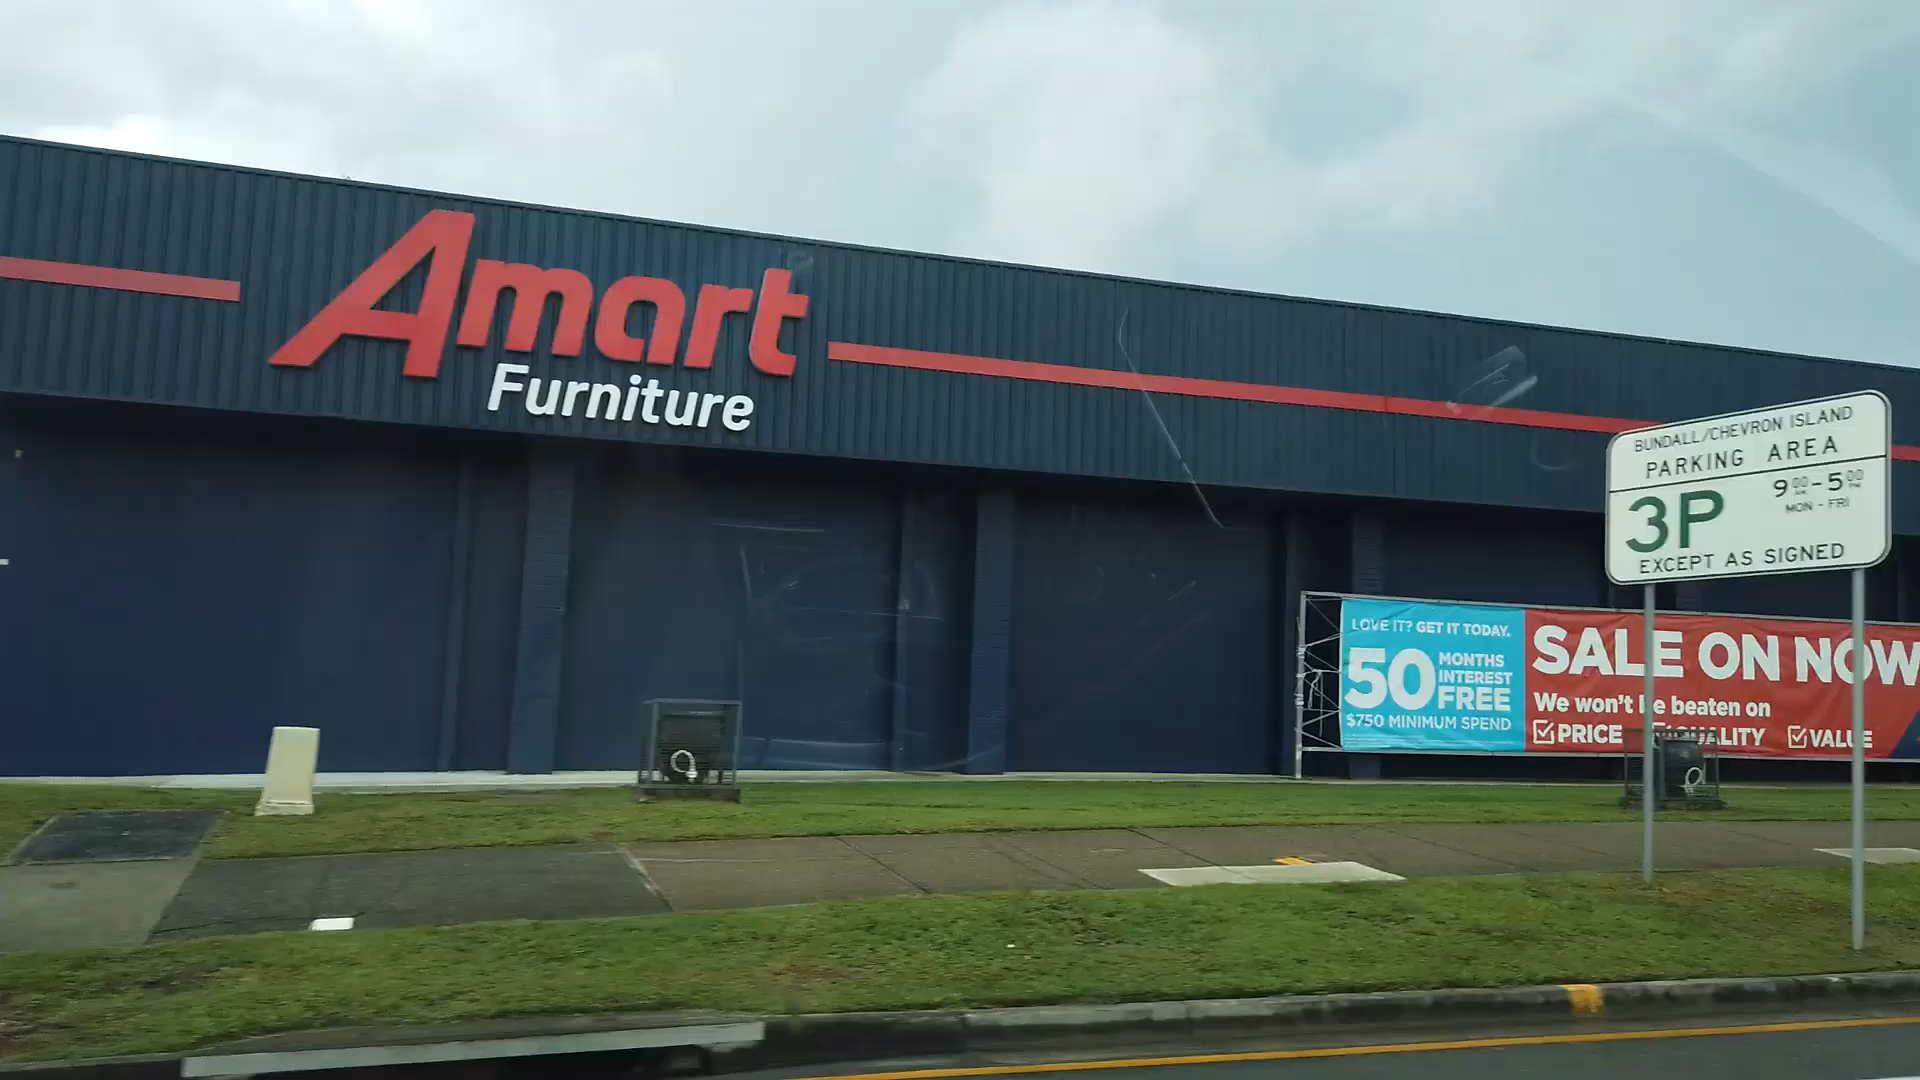 Amart
Furniture
BUNDALL/CHEVRON ISLAND
PARKING AREA
3P
9 00 AM - 5 00 PM
MON - FRI
EXCEPT AS SIGNED
LOVE IT? GET IT TODAY.
50 MONTHS
INTEREST
FREE
$750 MINIMUM SPEND
SALE ON NOW
We won't be beaten on
PRICE QUALITY VALUE